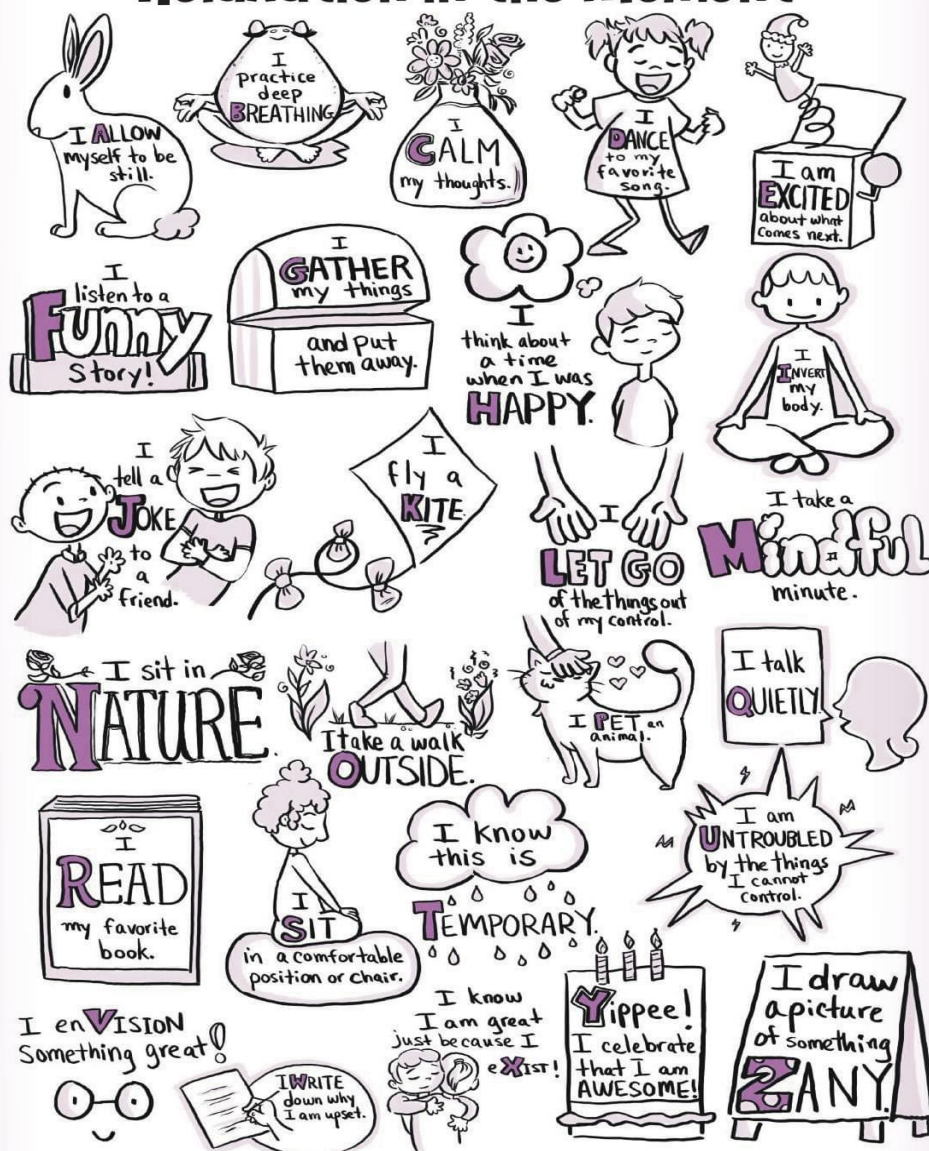 in the Moment
I ALLOW
myself to be
still.
I
practice
deep
BREATHING
I
CALM
my thoughts.
I
DANCE
to my
favorite
song.
I am
EXCITED
about what
comes next.
I
listen to a
Funny
Story!
I
GATHER
my things
and put
them away.
I
think about
a time
when I was
HAPPY.
I
INVERT
my
body.
I
tell a
JOKE
to
a
friend.
I
fly a
KITE
I
LET GO
of the things out
of my control.
I take a
Mindful
minute.
I sit in
NATURE.
I take a walk
OUTSIDE.
I PET an
animal.
I talk
QUIETLY.
I
READ
my favorite
book.
I
SIT
in a comfortable
position or chair.
I know
this is
TEMPORARY.
I am
UNTROUBLED
by the things
I cannot
control.
I enVISION
Something great!
I WRITE
down why
I am upset.
I know
I am great
just because I
eXIST!
Yippee!
I celebrate
that I am
AWESOME!
I draw
a picture
of something
ZANY.